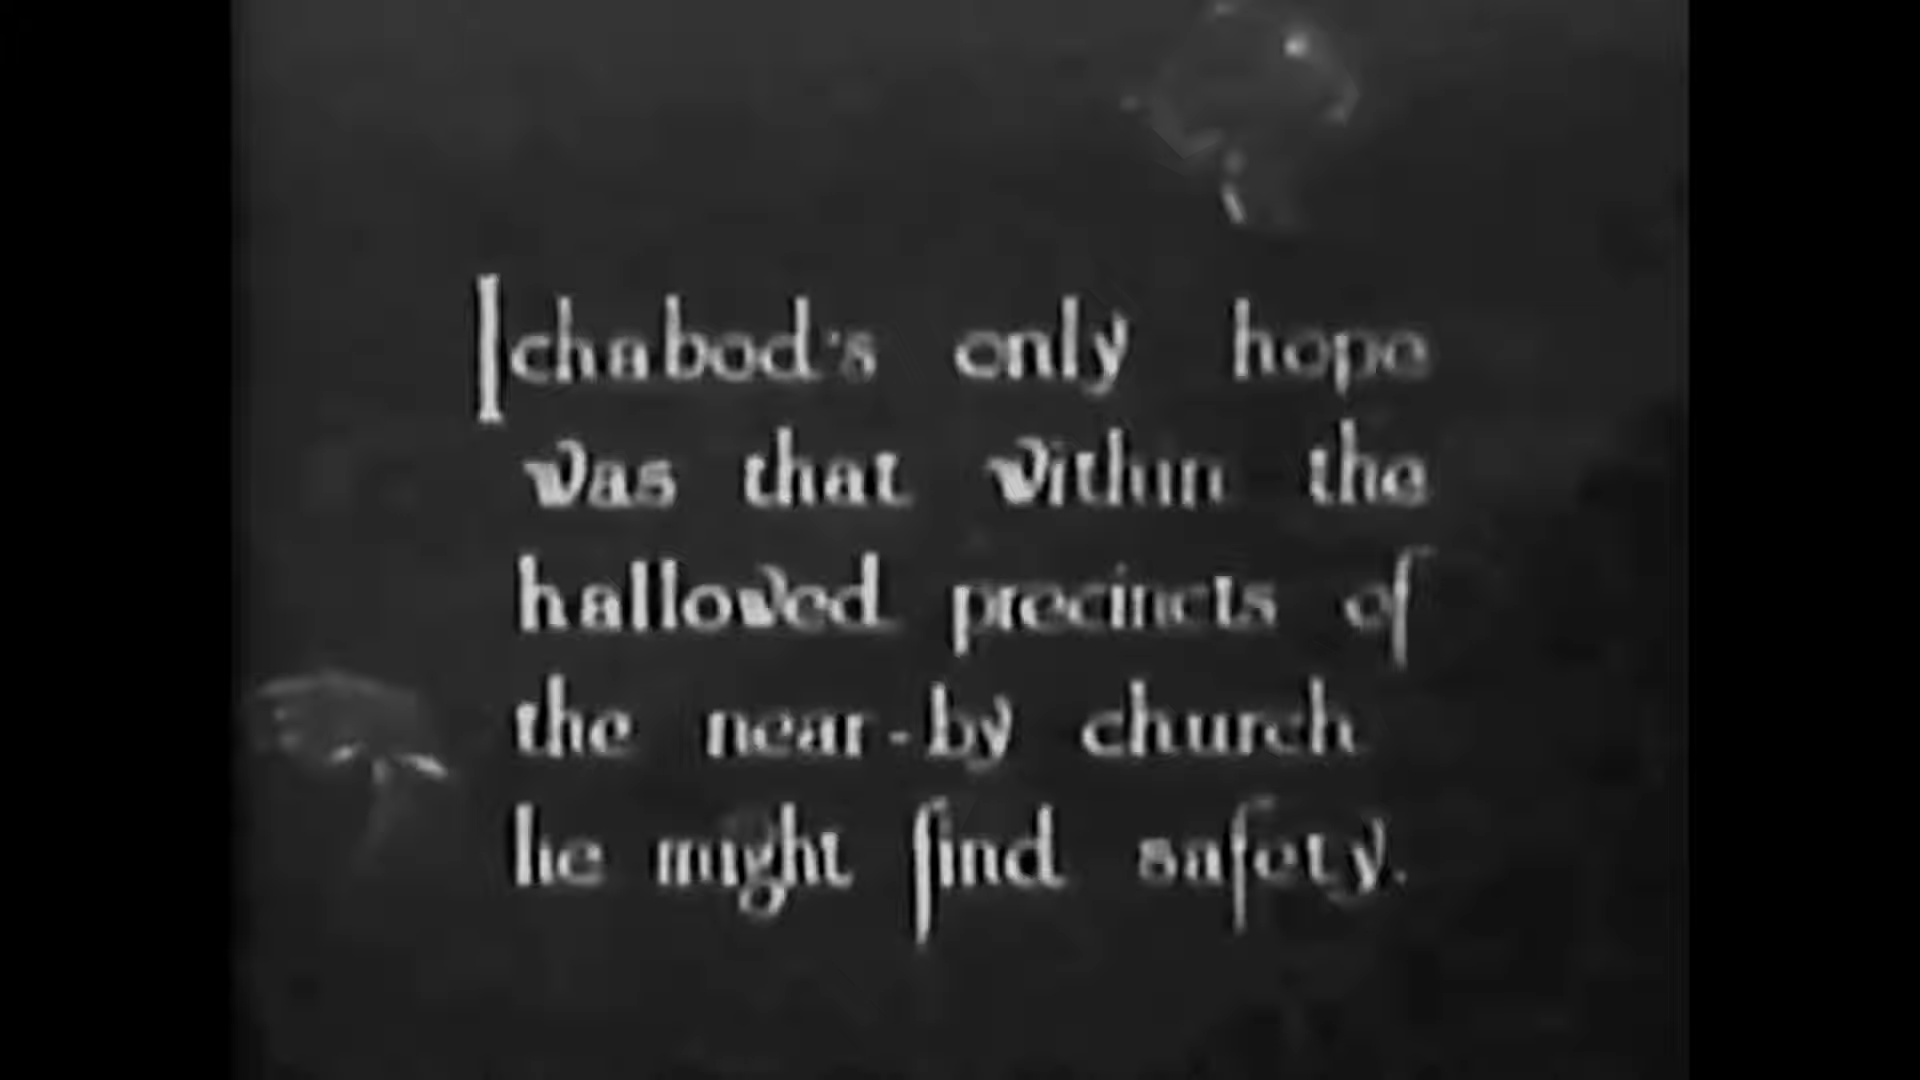 Ichabod's only hope
was that within the
hallowed precincts of
the near-by church
he might find safety.